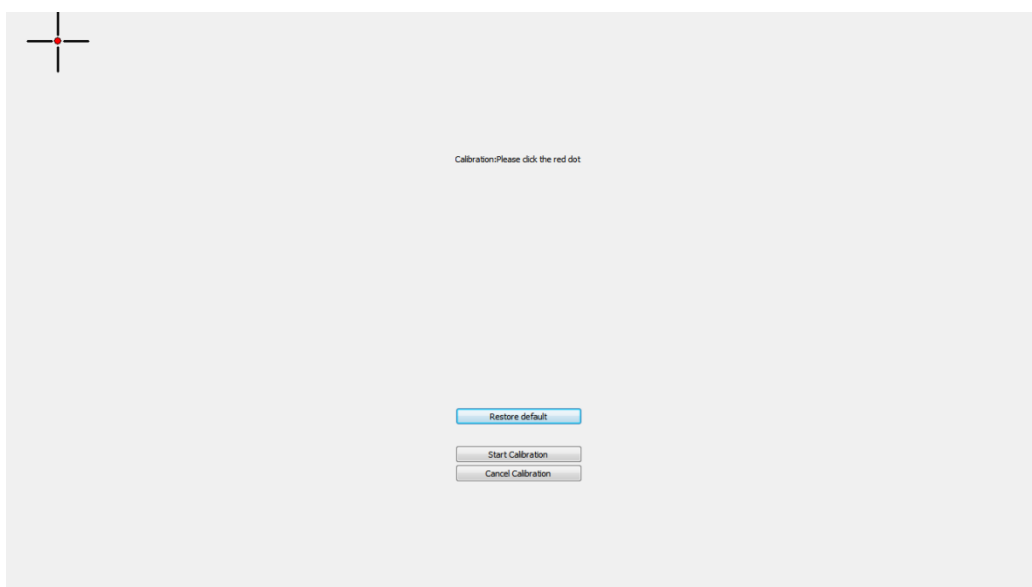 Calibration:Please click the red dot
Restore default
Start Calibration
Cancel Calibration